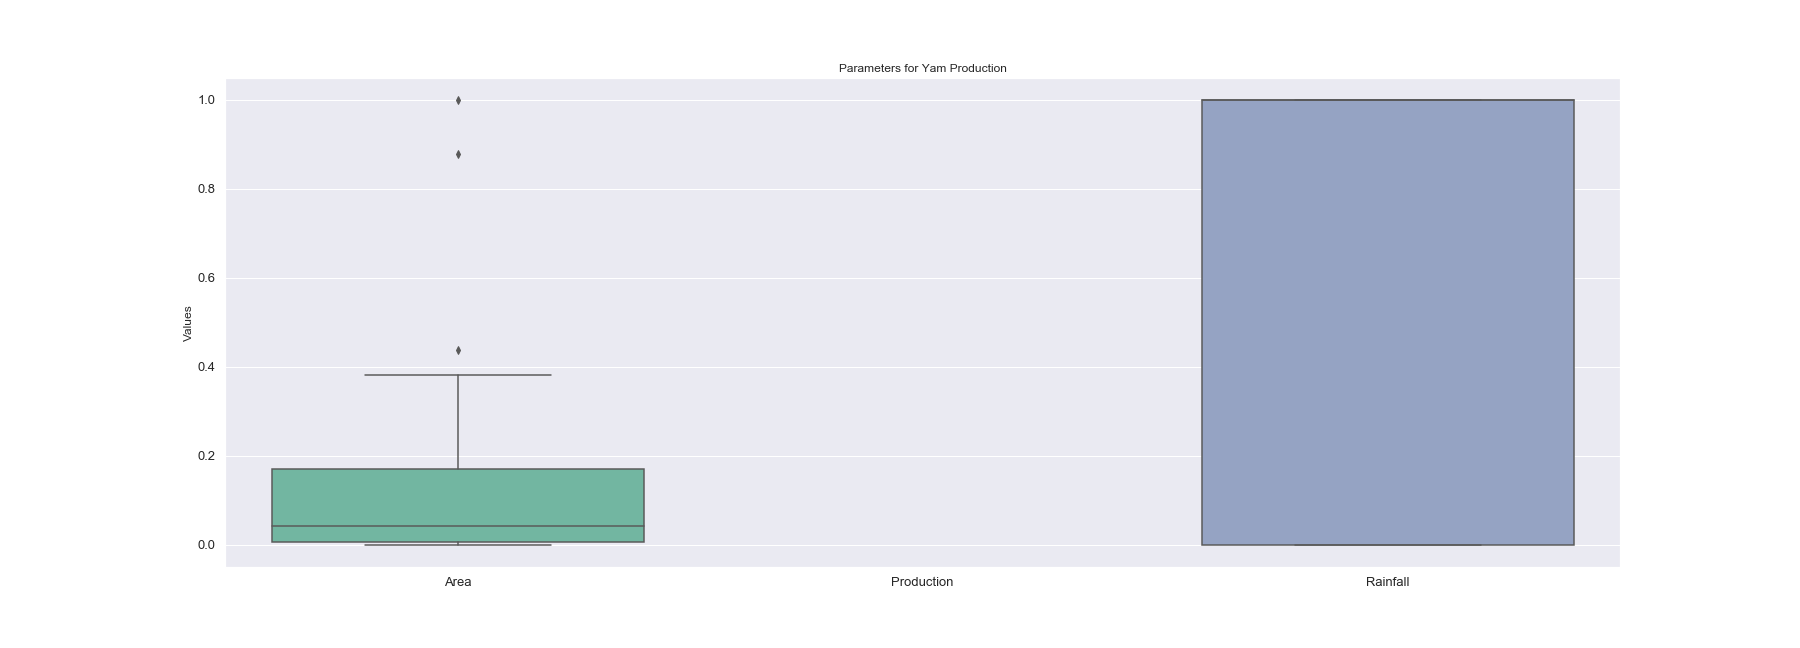 Parameters for Yam Production
1.0
0.8
0.6
0.4
0.2
0.0
Values
Area
Production
Rainfall